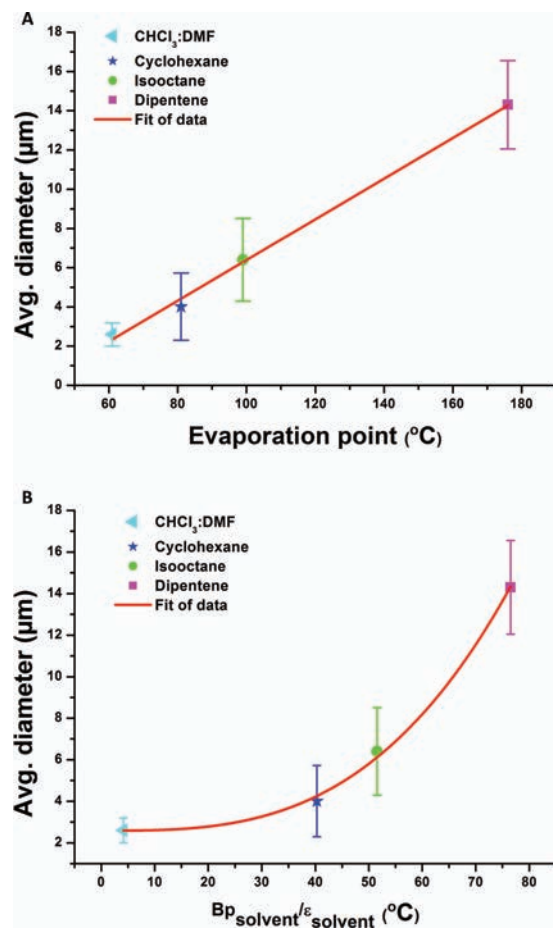 A
CHCl₃:DMF
Cyclohexane
Isooctane
Dipentene
Fit of data
18
16
14
12
10
8
6
4
2
0
Avg. diameter (µm)
60 80 100 120 140 160 180
Evaporation point (°C)
B
CHCl₃:DMF
Cyclohexane
Isooctane
Dipentene
Fit of data
18
16
14
12
10
8
6
4
2
Avg. diameter (µm)
0 10 20 30 40 50 60 70 80
Bp_solvent/ε_solvent (°C)